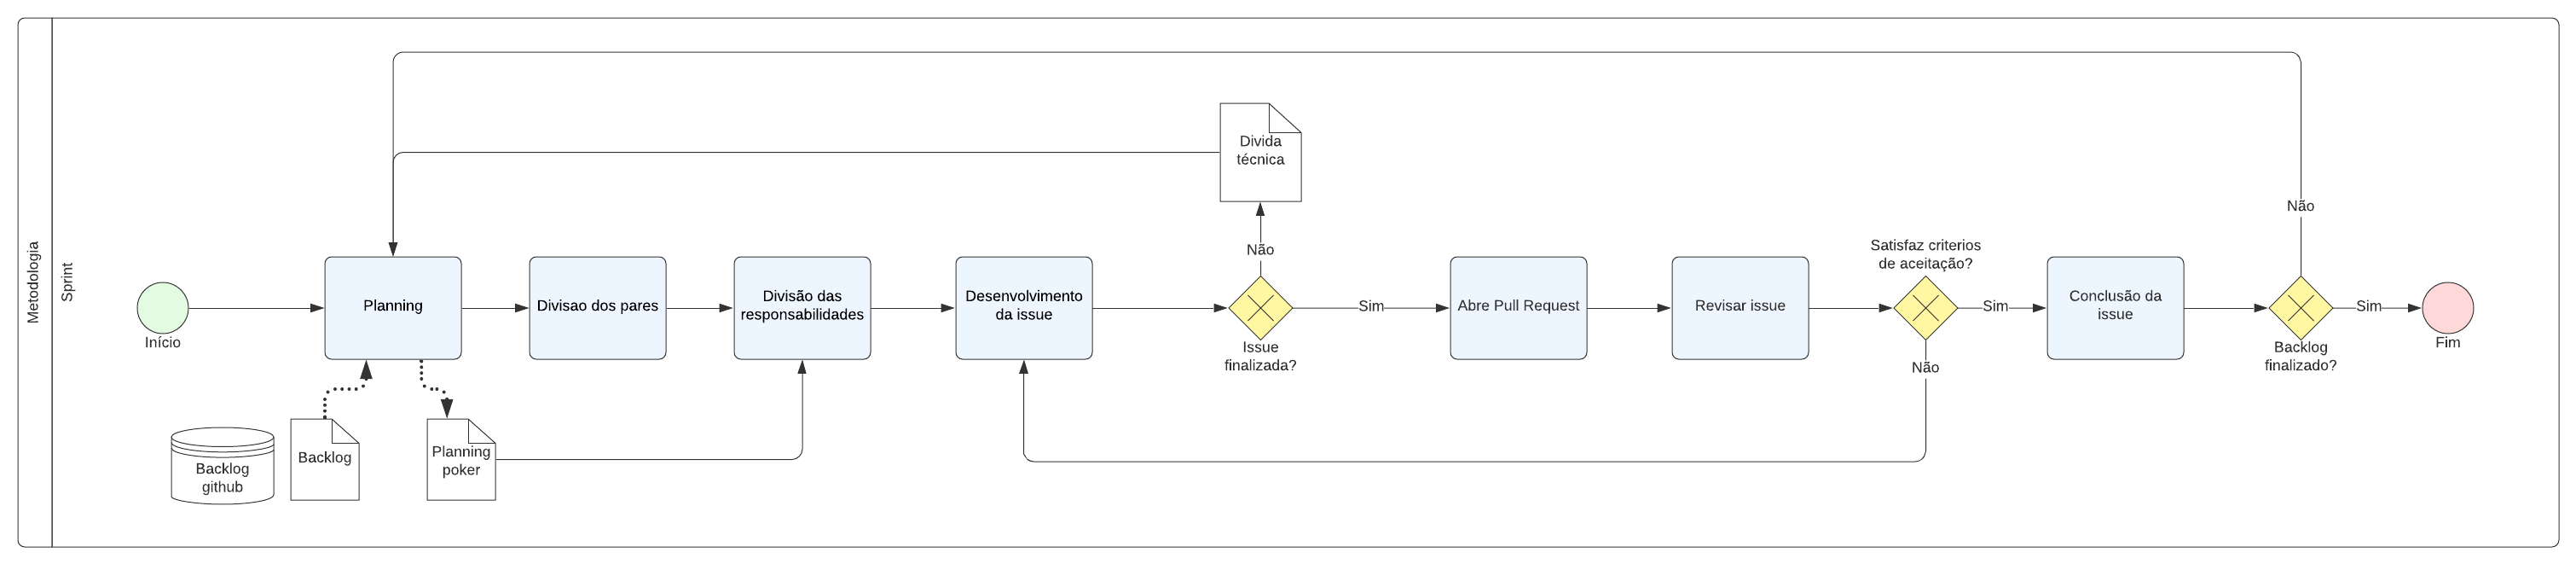 Metodologia
Sprint
Início
Planning
Divisao dos pares
Divisão das
responsabilidades
Desenvolvimento
da issue
Divida
técnica
Não
Issue
finalizada?
Sim
Abre Pull Request
Revisar issue
Satisfaz criterios
de aceitação?
Sim
Não
Conclusão da
issue
Não
Backlog
finalizado?
Sim
Fim
Backlog
github
Backlog
Planning
poker